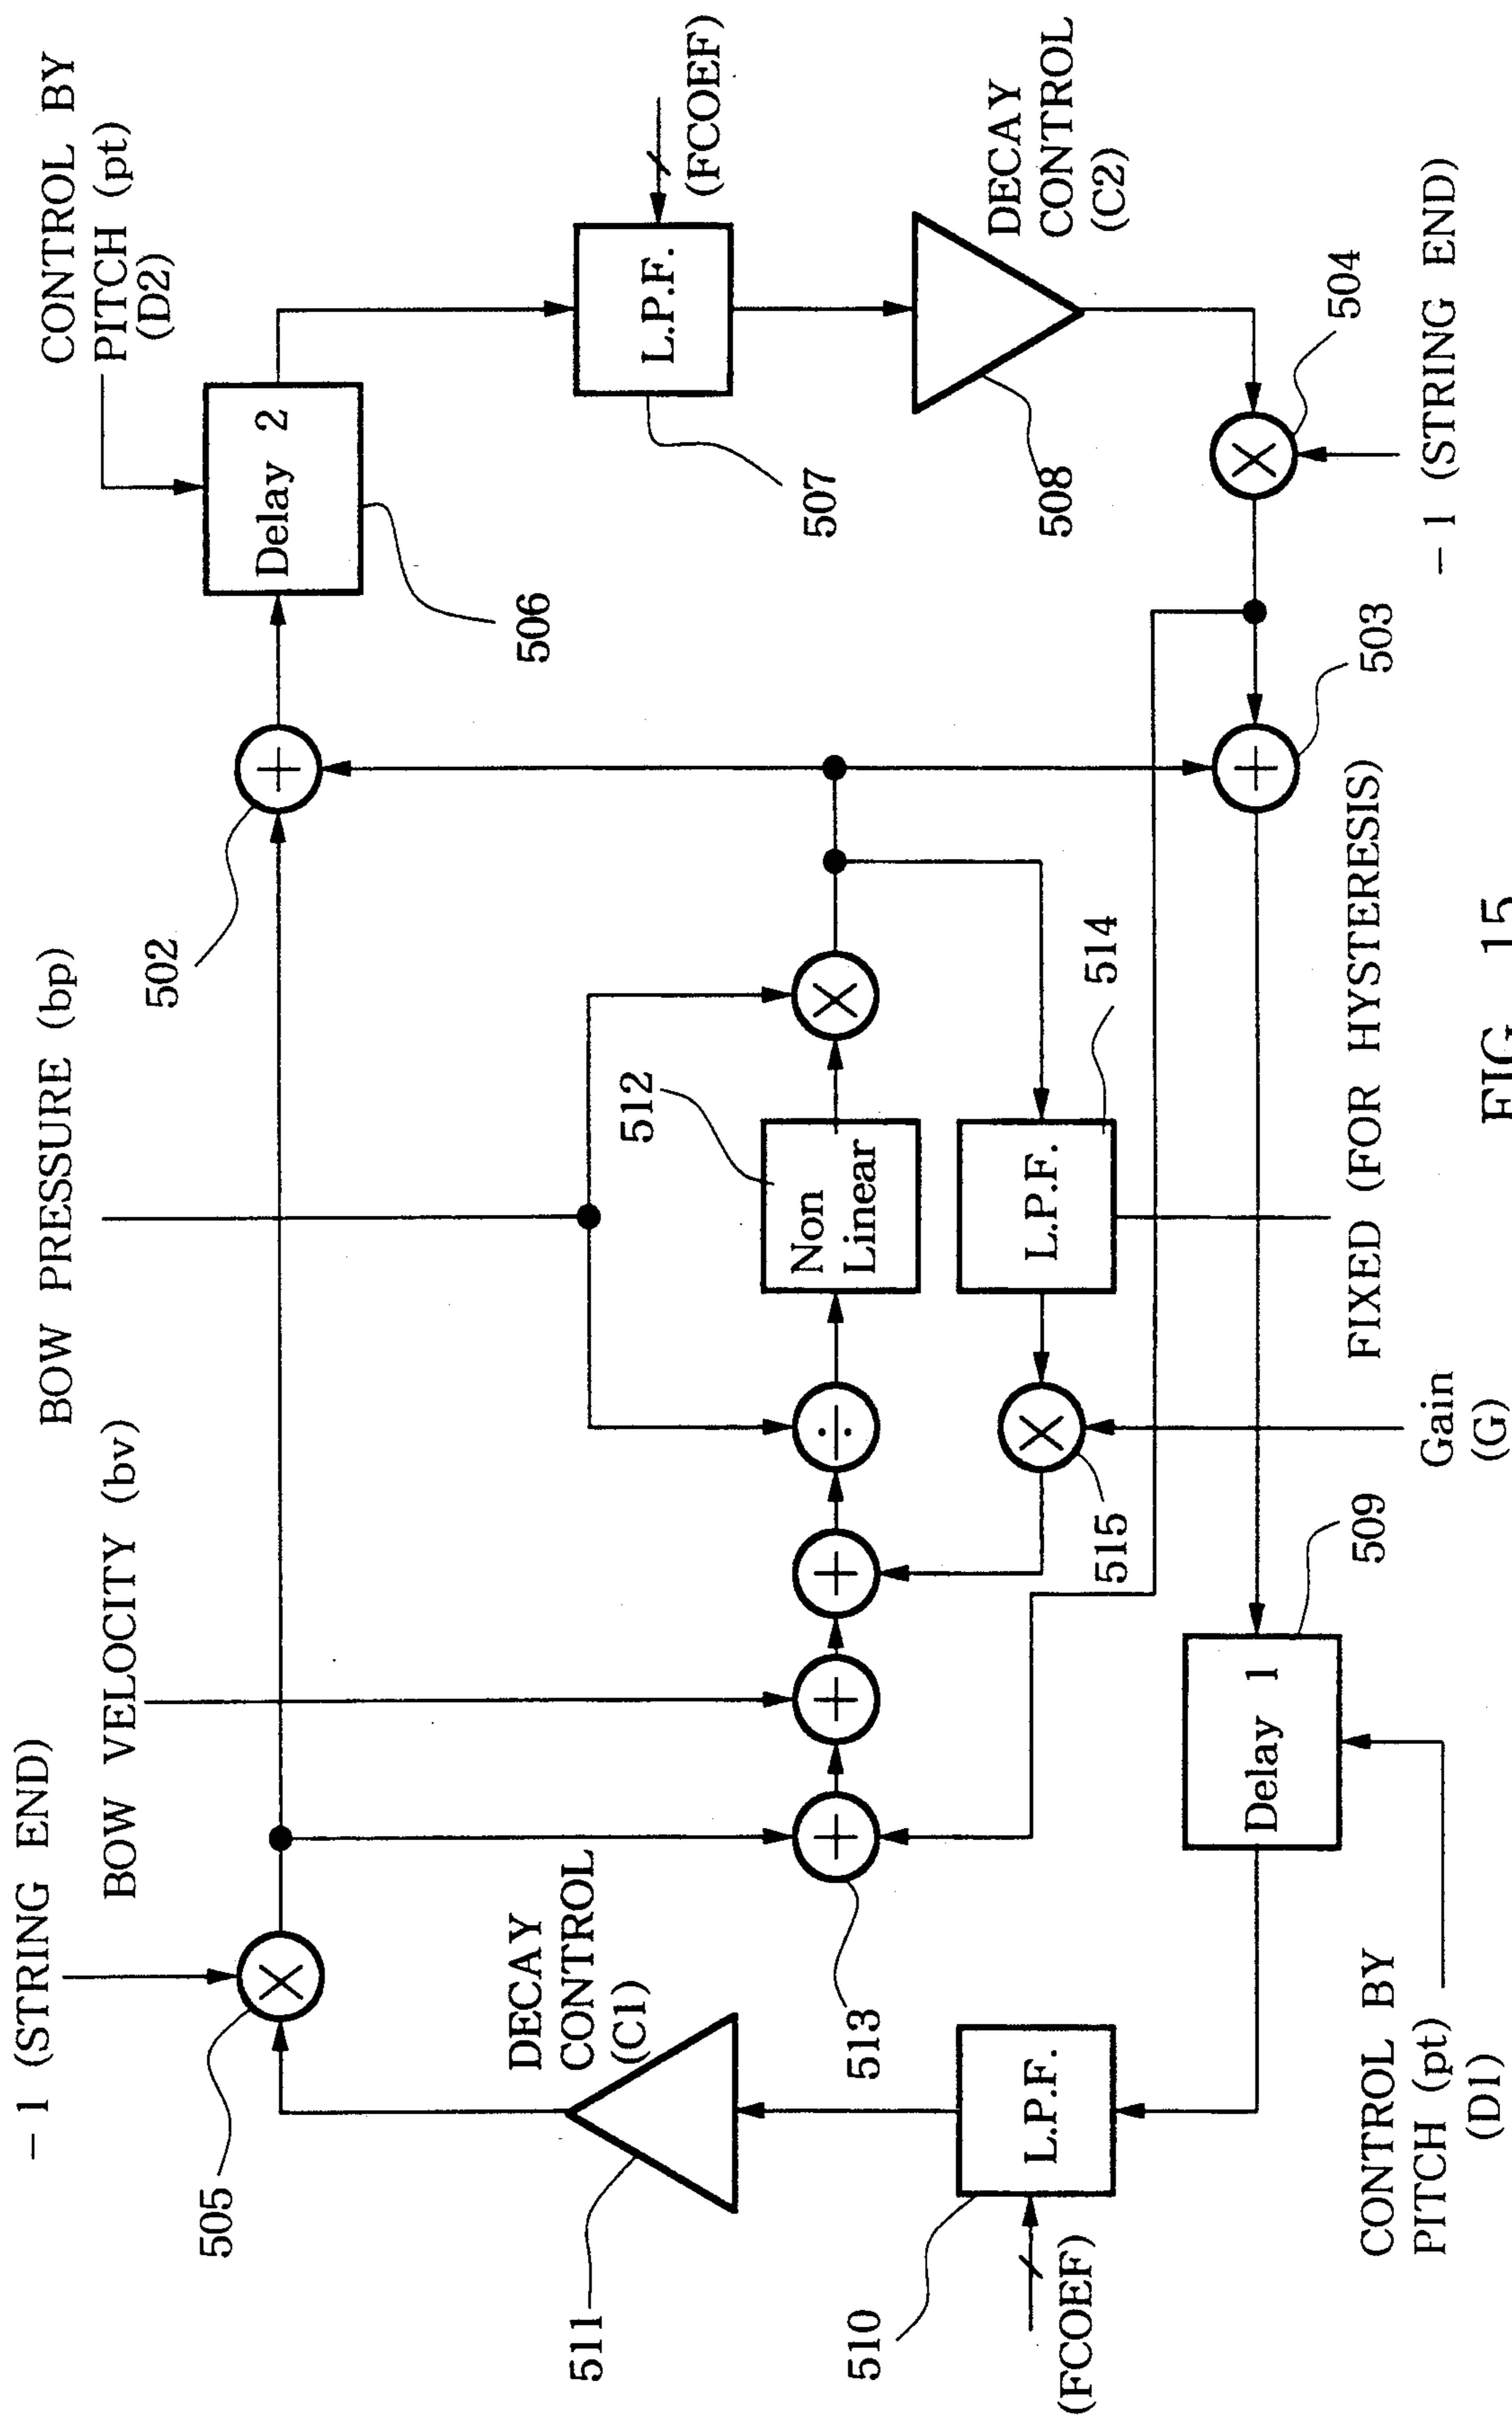 - 1 (STRING END)
BOW VELOCITY (bv)
BOW PRESSURE (bp)
CONTROL BY
PITCH (pt)
(D2)
505
502
Delay 2
506
DECAY
CONTROL
(C1)
511
513
512
Non
Linear
L.P.F.
507
(FCOEF)
508
DECAY
CONTROL
(C2)
L.P.F.
510
(FCOEF)
515
L.P.F.
514
504
- 1 (STRING END)
503
Delay 1
509
CONTROL BY
PITCH (pt)
(D1)
Gain
(G)
FIXED (FOR HYSTERESIS)
FIG. 15